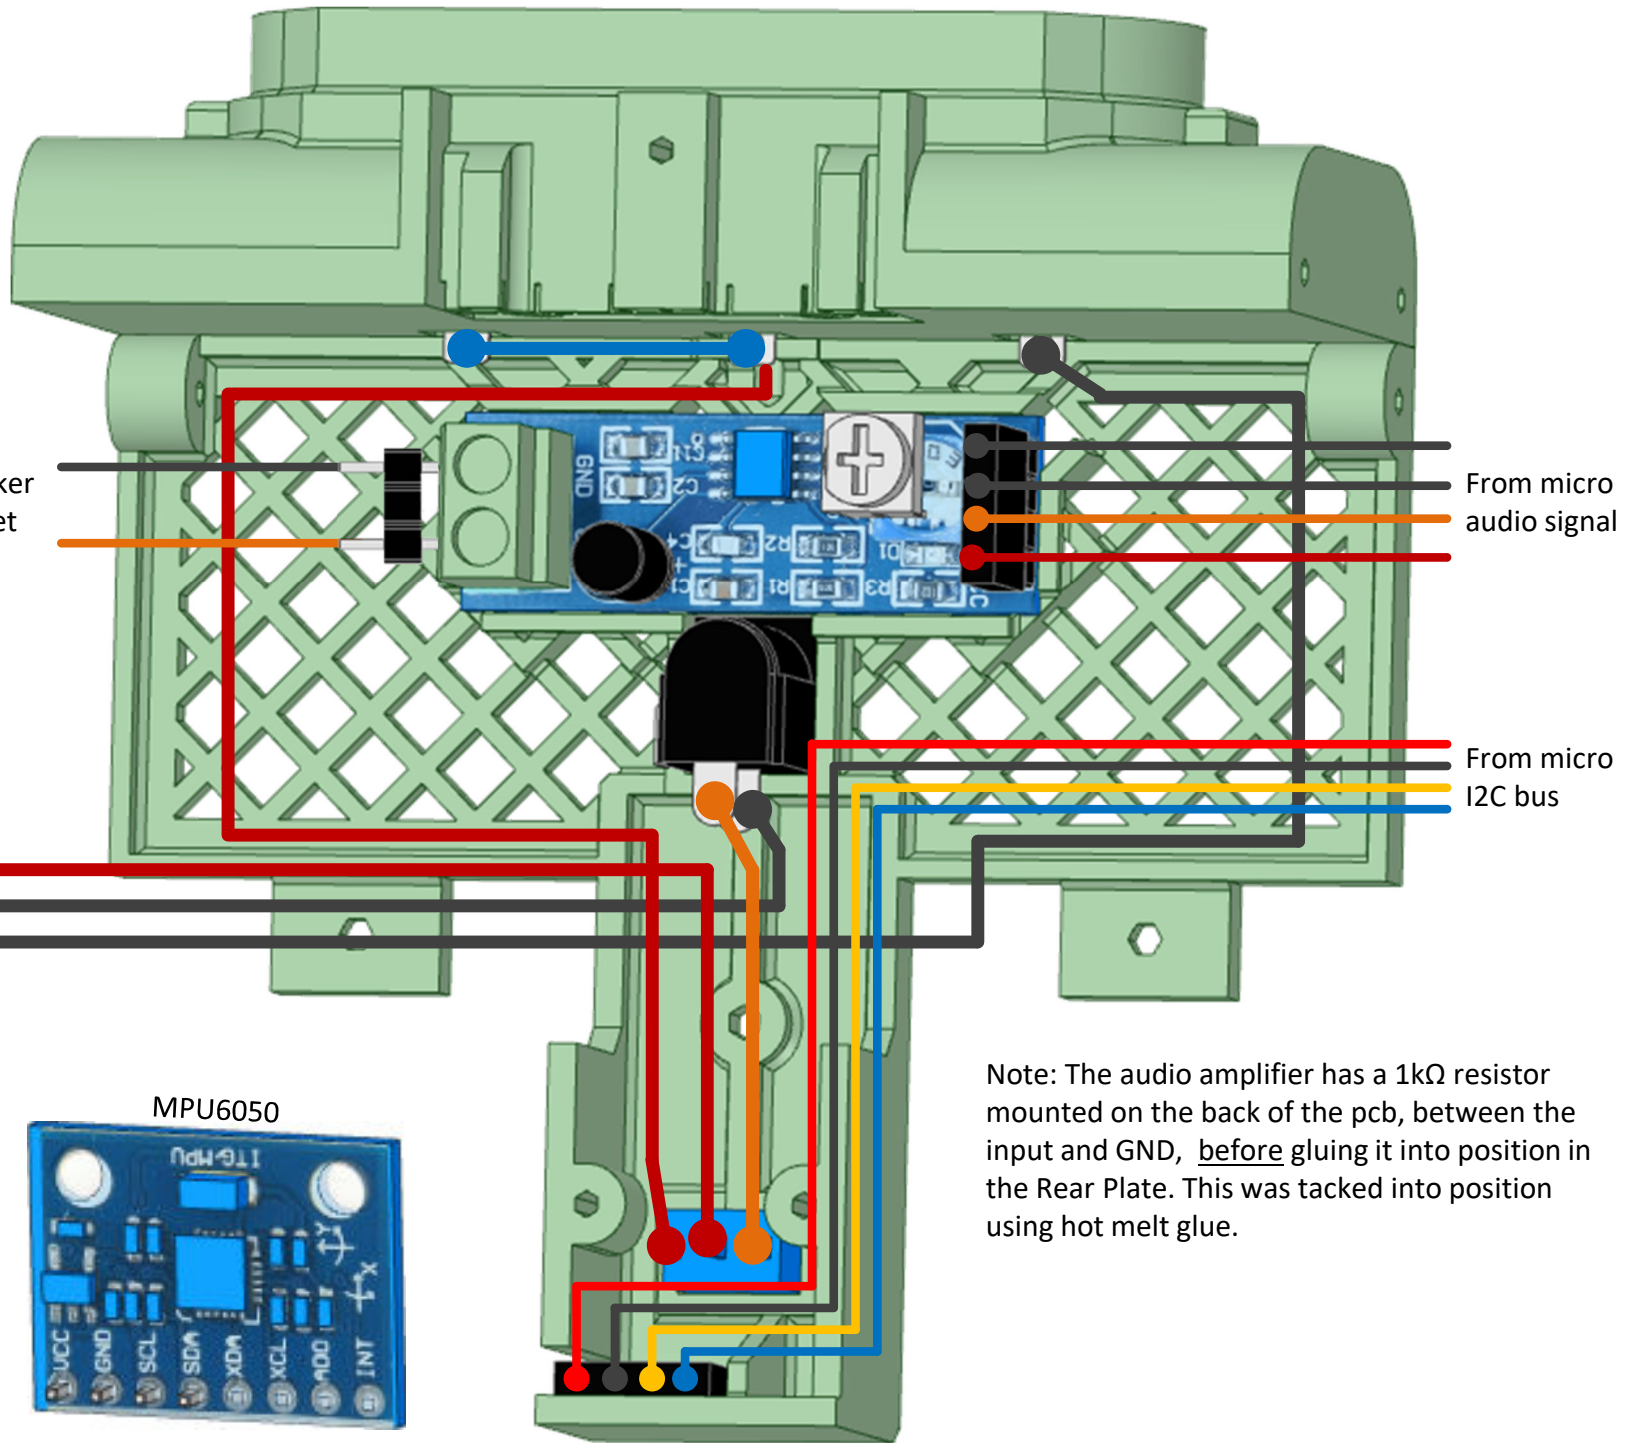 ker
et
GND
C11
C2
C4
R2
D1
C1
R1
R3
From micro
audio signal
From micro
I2C bus
MPU6050
ITG-MPU
Y
X
VCC
GND
SCL
SDA
XDA
XCL
ADD
INT
Note: The audio amplifier has a 1kΩ resistor
mounted on the back of the pcb, between the
input and GND,  before gluing it into position in
the Rear Plate. This was tacked into position
using hot melt glue.